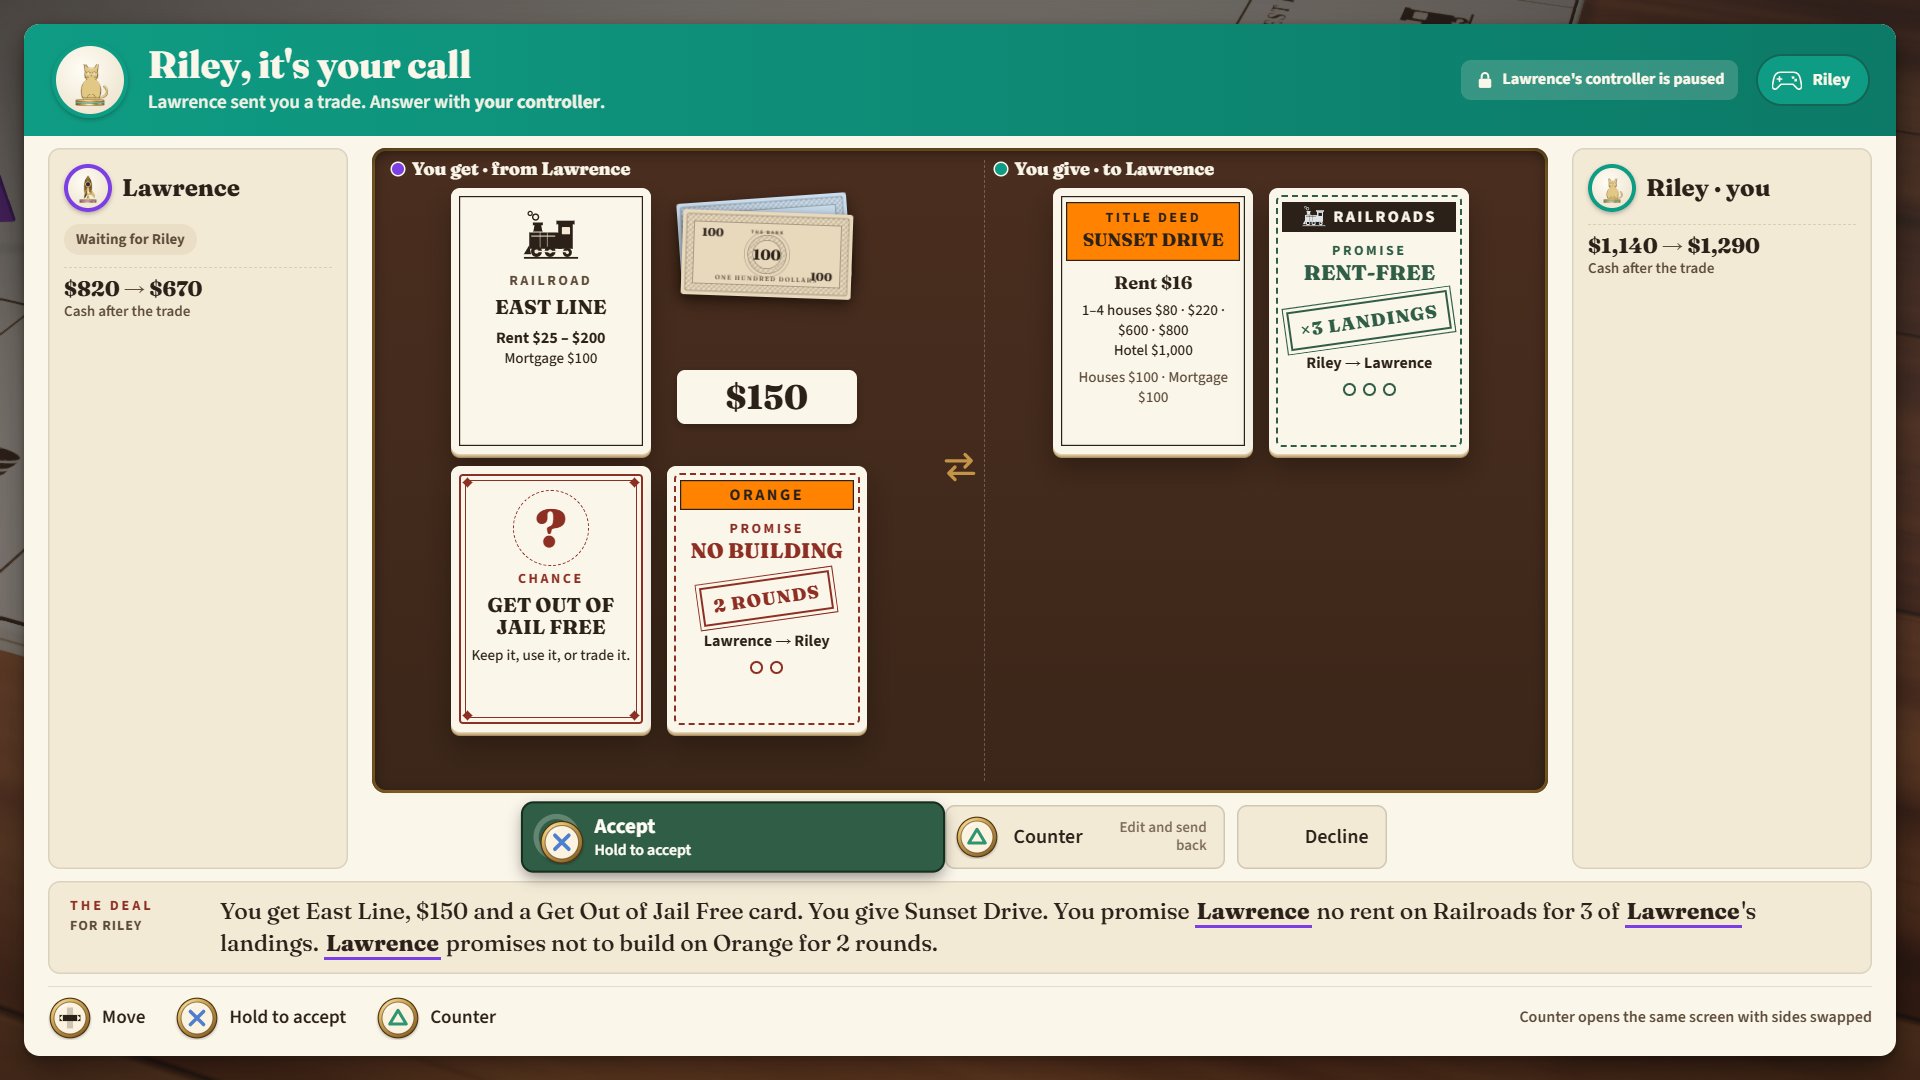 Riley, it's your call
Lawrence sent you a trade. Answer with your controller.
Lawrence's controller is paused
Riley
Lawrence
Waiting for Riley
$820 → $670
Cash after the trade
You get · from Lawrence
RAILROAD
EAST LINE
Rent $25 – $200
Mortgage $100
100
THE BANK
100
ONE HUNDRED DOLLARS
100
$150
?
CHANCE
GET OUT OF
JAIL FREE
Keep it, use it, or trade it.
ORANGE
PROMISE
NO BUILDING
2 ROUNDS
Lawrence → Riley
You give · to Lawrence
TITLE DEED
SUNSET DRIVE
Rent $16
1–4 houses $80 · $220 ·
$600 · $800
Hotel $1,000
Houses $100 · Mortgage
$100
RAILROADS
PROMISE
RENT-FREE
×3 LANDINGS
Riley → Lawrence
Riley · you
$1,140 → $1,290
Cash after the trade
Accept
Hold to accept
Counter
Edit and send
back
Decline
THE DEAL
FOR RILEY
You get East Line, $150 and a Get Out of Jail Free card. You give Sunset Drive. You promise Lawrence no rent on Railroads for 3 of Lawrence's
landings. Lawrence promises not to build on Orange for 2 rounds.
Move
Hold to accept
Counter
Counter opens the same screen with sides swapped